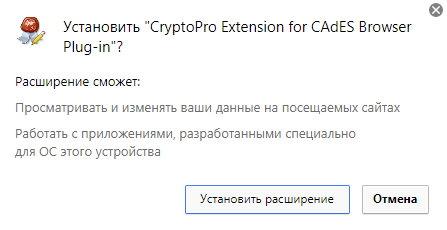 Установить "CryptoPro Extension for CAdES Browser
Plug-in"?
Расширение сможет:
Просматривать и изменять ваши данные на посещаемых сайтах
Работать с приложениями, разработанными специально
для ОС этого устройства
Установить расширение
Отмена